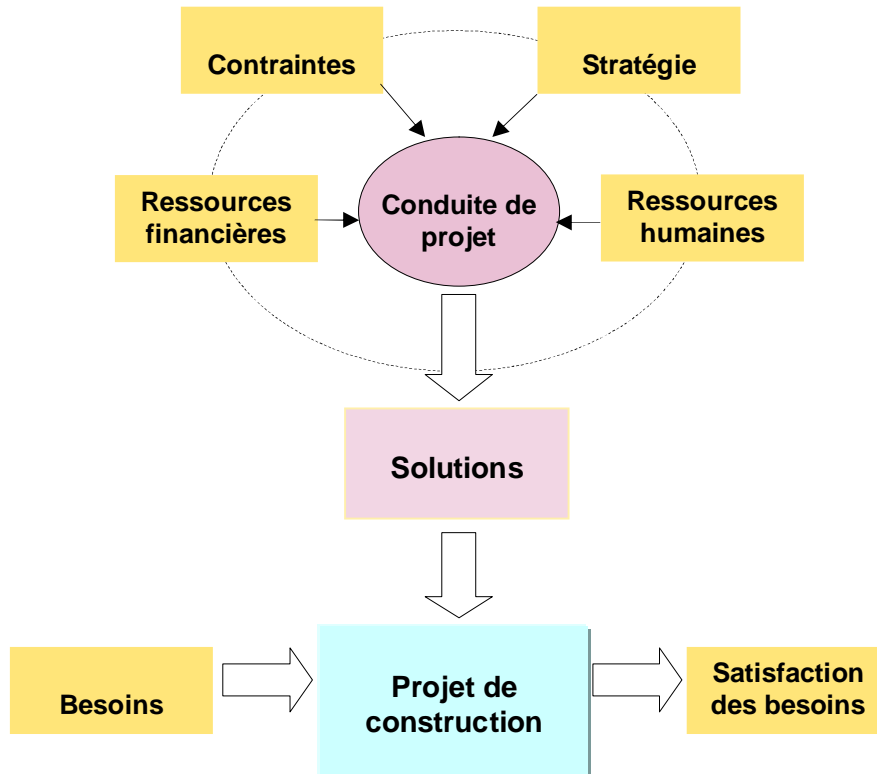 Contraintes
Stratégie
Ressources
financières
Conduite de
projet
Ressources
humaines
Solutions
Besoins
Projet de
construction
Satisfaction
des besoins